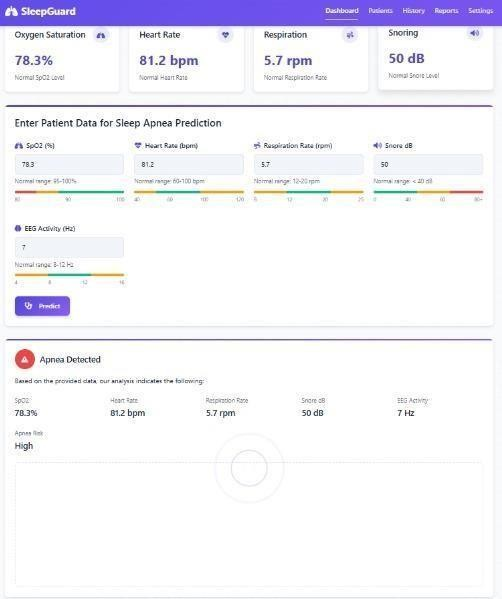 SleepGuard
Dashboard Patients History Reports Settings
Oxygen Saturation Heart Rate Respiration Snoring
78.3% 81.2 bpm 5.7 rpm 50 dB
Normal SpO2 Level Normal Heart Rate Normal Respiration Rate Normal Snore Level
Enter Patient Data for Sleep Apnea Prediction
SpO2 (%) Heart Rate (bpm) Respiration Rate (rpm) Snore dB
78.3 81.2 5.7 50
Normal range: 95-100% Normal range: 60-100 bpm Normal range: 12-20 rpm Normal range: < 40 dB
80 90 100 40 60 100 120 12 20 25 0 40 60 80+
EEG Activity (Hz)
7
Normal range: 8-12 Hz
4 8 12 16
Predict
Apnea Detected
Based on the provided data, our analysis indicates the following:
SpO2 Heart Rate Respiration Rate Snore dB EEG Activity
78.3% 81.2 bpm 5.7 rpm 50 dB 7 Hz
Apnea Risk
High